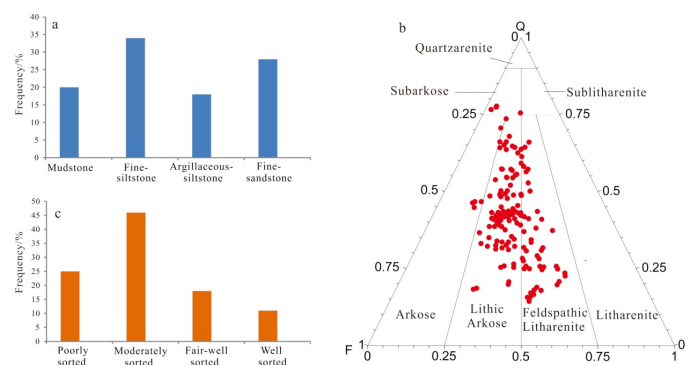 a
Frequency/%
40
35
30
25
20
15
10
5
0
Mudstone
Fine-
siltstone
Argillaceous-
siltstone
Fine-
sandstone
c
Frequency/%
50
45
40
35
30
25
20
15
10
5
0
Poorly
sorted
Moderately
sorted
Fair-well
sorted
Well
sorted
b
Q
0 1
Quartzarenite
Subarkose
Sublitharenite
0.25
0.75
0.5
0.5
0.75
0.25
Arkose
Lithic
Arkose
Feldspathic
Litharenite
Litharenite
1
0
F
0
0.25
0.5
0.75
1